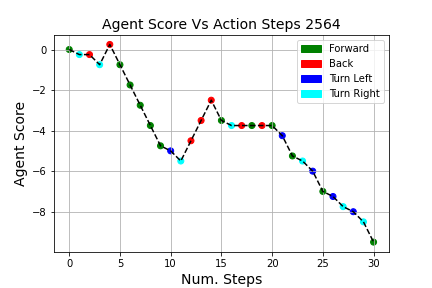 Agent Score Vs Action Steps 2564
Forward
Back
Turn Left
Turn Right
Agent Score
0
−2
−4
−6
−8
0 5 10 15 20 25 30
Num. Steps